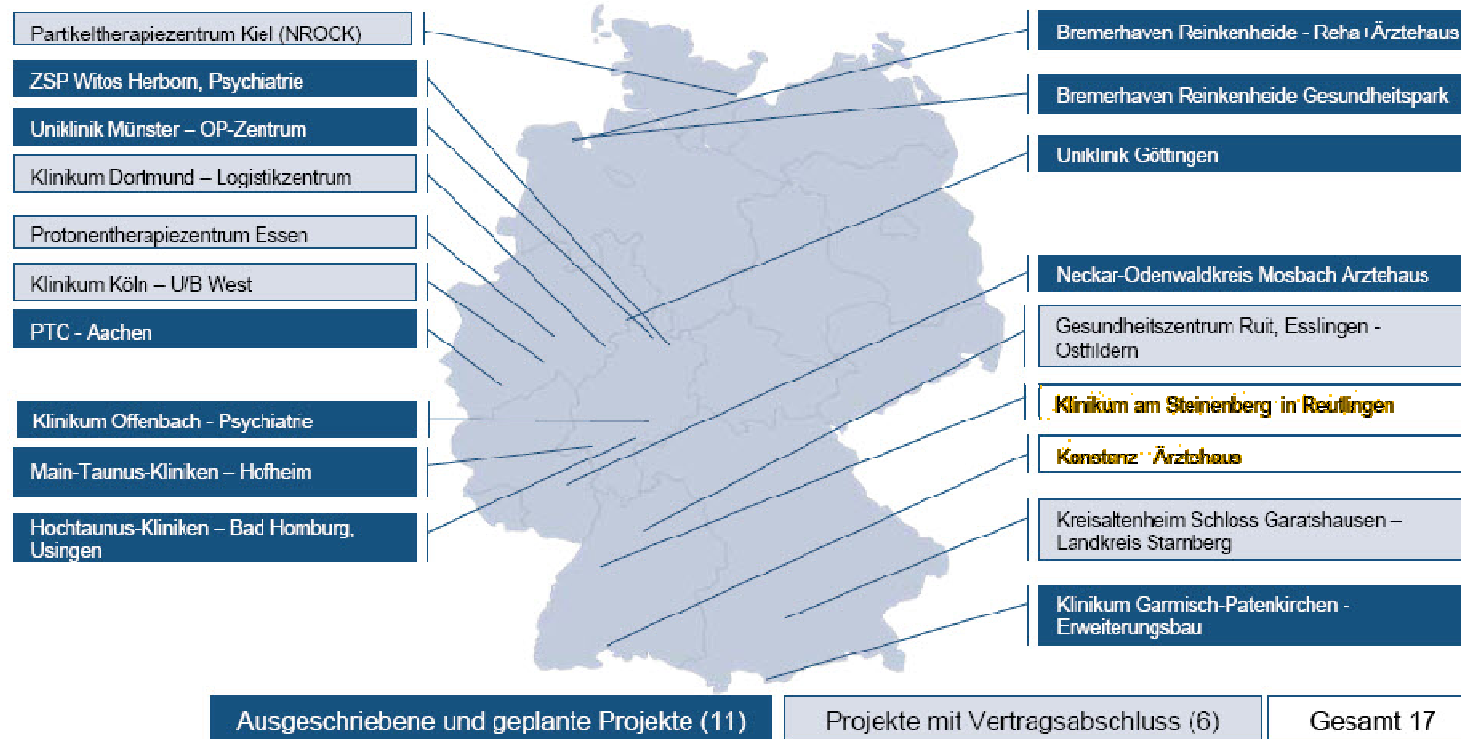 Partikeltherapiezentrum Kiel (NROCK)
ZSP Witos Herborn, Psychiatrie
Uniklinik Münster – OP-Zentrum
Klinikum Dortmund – Logistikzentrum
Protonentherapiezentrum Essen
Klinikum Köln – U/B West
PTC - Aachen
Klinikum Offenbach - Psychiatrie
Main-Taunus-Kliniken – Hofheim
Hochtaunus-Kliniken – Bad Homburg,
Usingen
Bremerhaven Reinkenheide - Reha+Ärztehaus
Bremerhaven Reinkenheide Gesundheitspark
Uniklinik Göttingen
Neckar-Odenwaldkreis Mosbach Ärztehaus
Gesundheitszentrum Ruit, Esslingen -
Ostfildern
Klinikum am Steinenberg in Reutlingen
Konstanz Ärztehaus
Kreisaltenheim Schloss Garatshausen –
Landkreis Starnberg
Klinikum Garmisch-Patenkirchen -
Erweiterungsbau
Ausgeschriebene und geplante Projekte (11)
Projekte mit Vertragsabschluss (6)
Gesamt 17